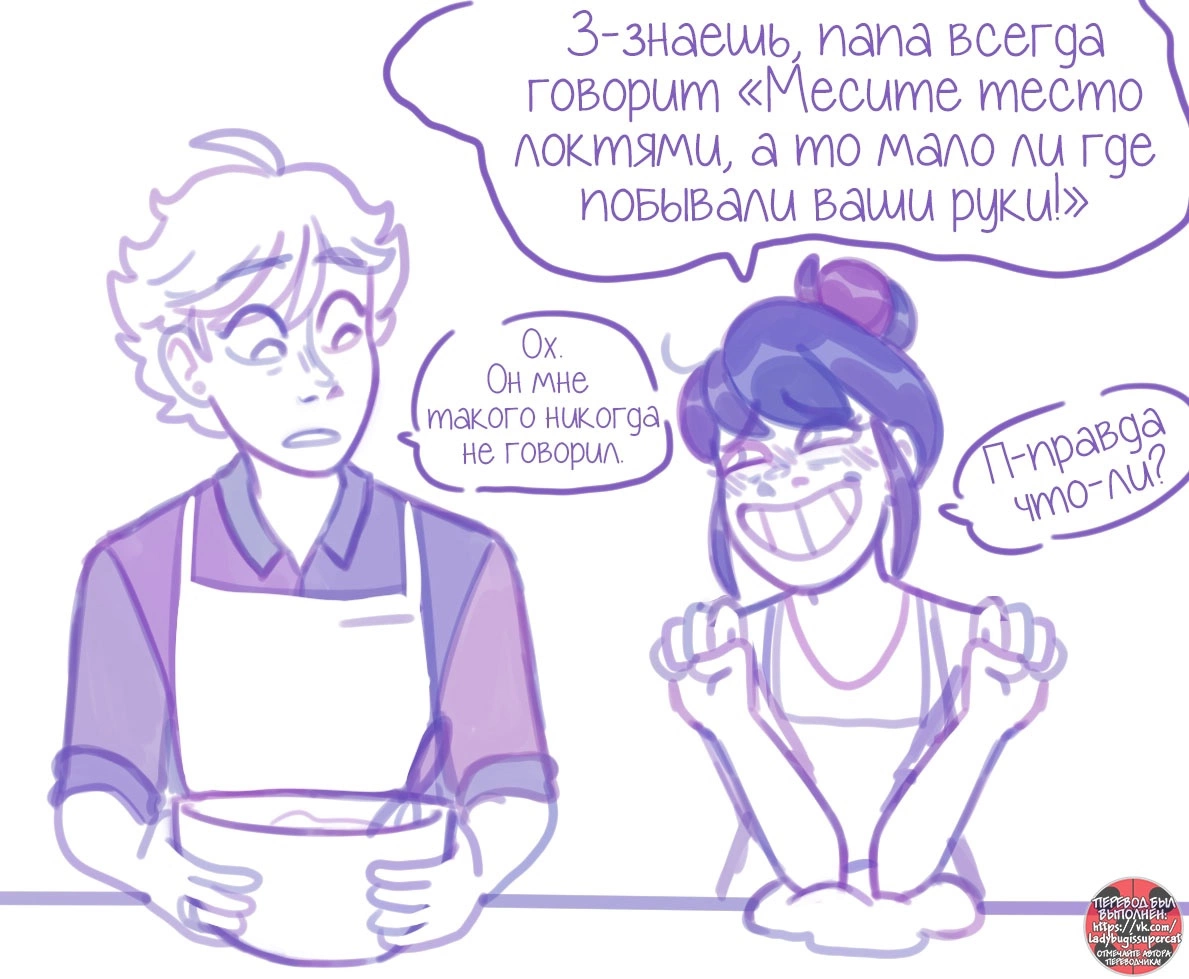 З-знаешь, папа всегда
говорит «Месите тесто
локтями, а то мало ли где
побывали ваши руки!»
Ох.
Он мне
такого никогда
не говорил.
П-правда
что-ли?
ПЕРЕВОД БЫЛ
ВЫПОЛНЕН:
https://vk.com/
ladybugissupercat
ОТМЕЧАЙТЕ АВТОРА
ПЕРЕВОДЧИКА!